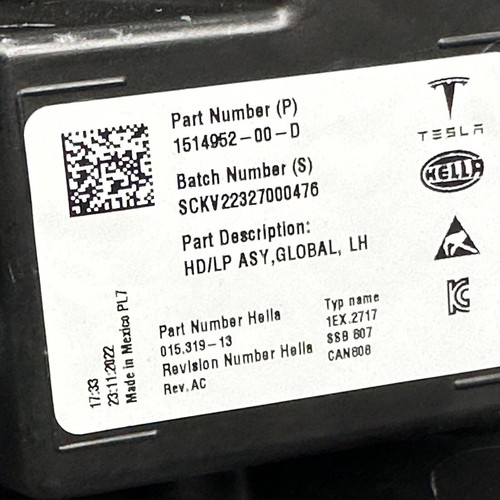 Part Number (P)
1514952-00-D
Batch Number (S)
SCKV22327000476
Part Description:
HD/LP ASY,GLOBAL, LH
Part Number Hella
015.319-13
Revision Number Hella
Rev.AC
Typ name
1EX.2717
SSB 607
CAN808
17:33
23:11:2022
Made in Mexico PL7
TESLA
HELLA